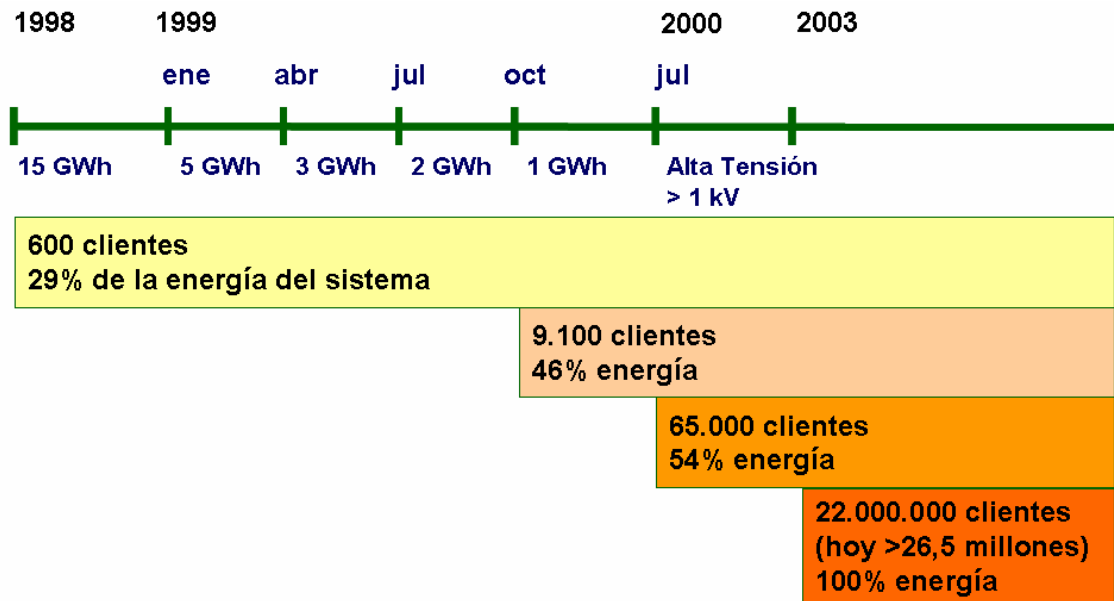 1998 1999 2000 2003
ene abr jul oct jul
15 GWh 5 GWh 3 GWh 2 GWh 1 GWh Alta Tensión
> 1 kV
600 clientes
29% de la energía del sistema
9.100 clientes
46% energía
65.000 clientes
54% energía
22.000.000 clientes
(hoy >26,5 millones)
100% energía